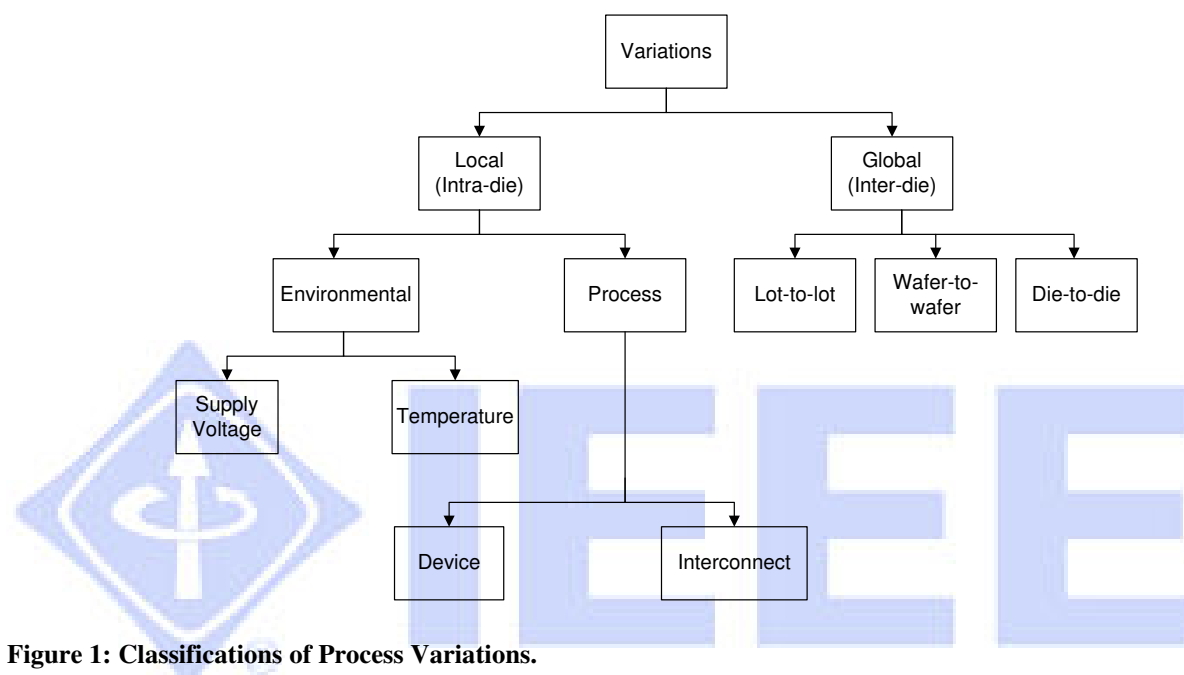 Variations
Local
(Intra-die)
Global
(Inter-die)
Environmental
Process
Lot-to-lot
Wafer-to-
wafer
Die-to-die
Supply
Voltage
Temperature
IEEE
Device
Interconnect
Figure 1: Classifications of Process Variations.
®